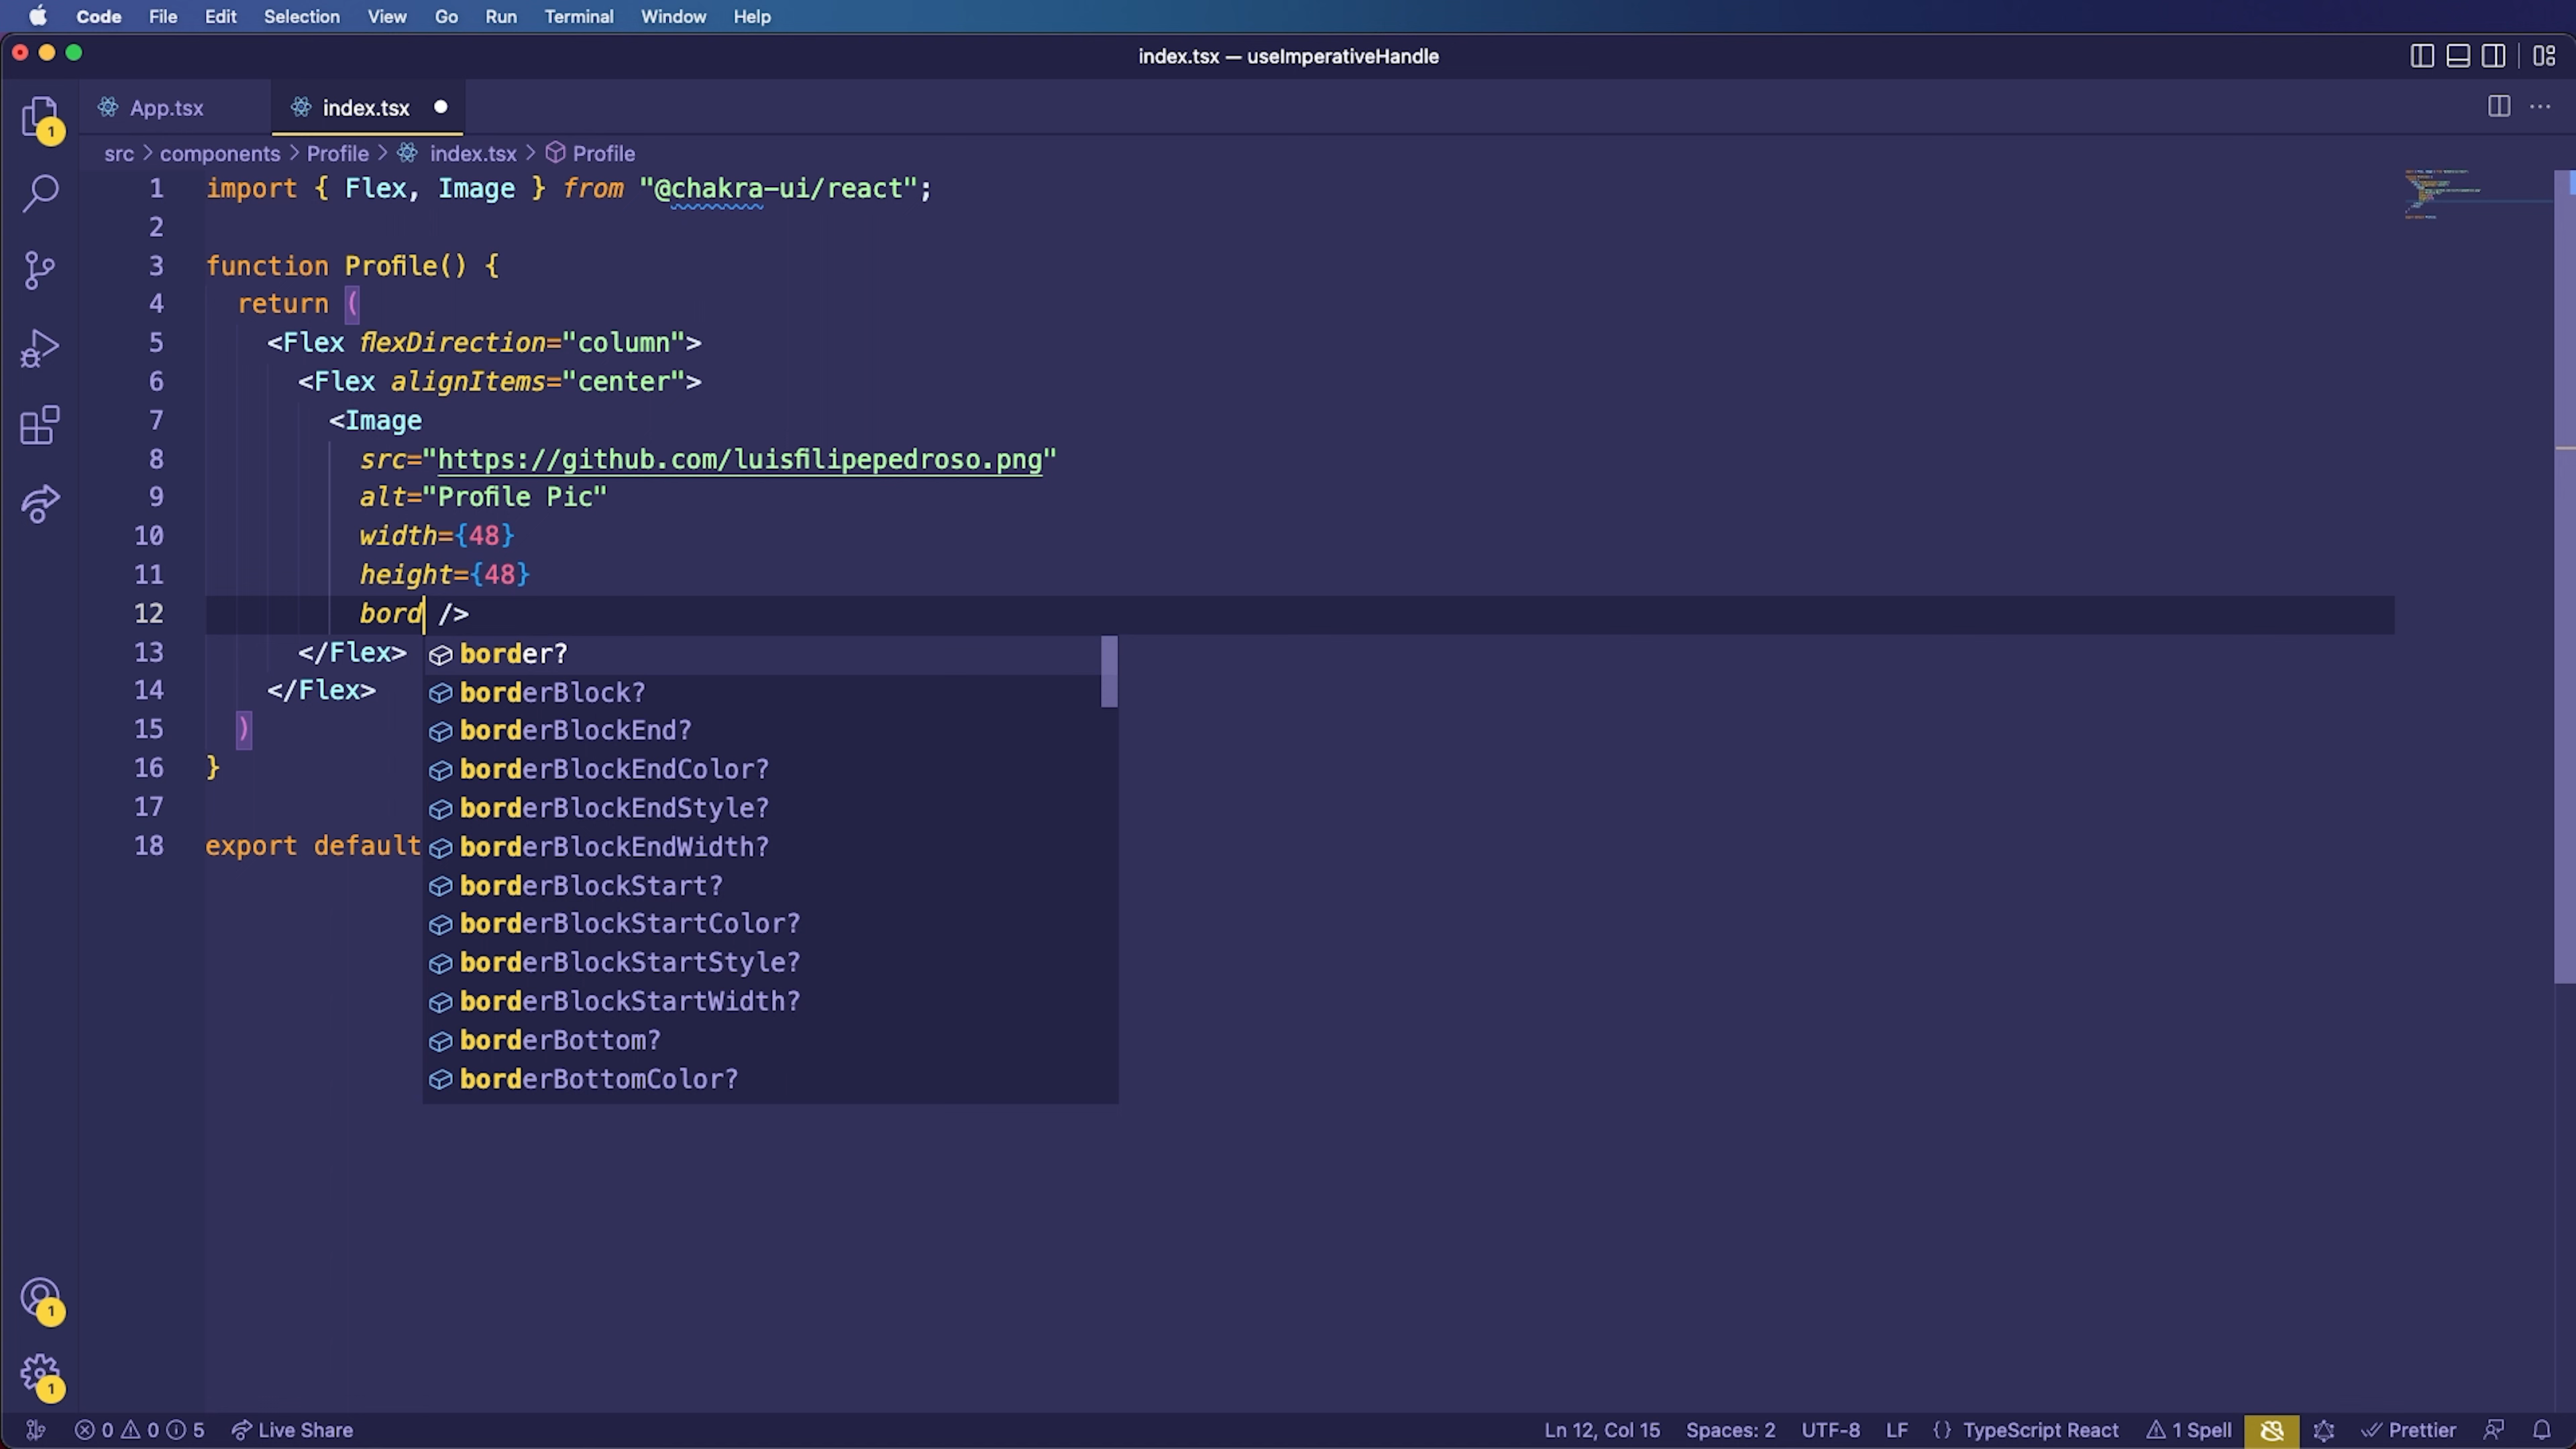 Code File Edit Selection View Go Run Terminal Window Help
index.tsx — useImperativeHandle
App.tsx index.tsx
src > components > Profile > index.tsx > Profile
1 import { Flex, Image } from "@chakra-ui/react";
2
3 function Profile() {
4 return (
5 <Flex flexDirection="column">
6 <Flex alignItems="center">
7 <Image
8 src="https://github.com/luisfilipepedroso.png"
9 alt="Profile Pic"
10 width={48}
11 height={48}
12 bord />
13 </Flex>
14 </Flex>
15 )
16 }
17
18 export default
border?
borderBlock?
borderBlockEnd?
borderBlockEndColor?
borderBlockEndStyle?
borderBlockEndWidth?
borderBlockStart?
borderBlockStartColor?
borderBlockStartStyle?
borderBlockStartWidth?
borderBottom?
borderBottomColor?
1
1
1
0 0 5 Live Share Ln 12, Col 15 Spaces: 2 UTF-8 LF {} TypeScript React 1 Spell Prettier